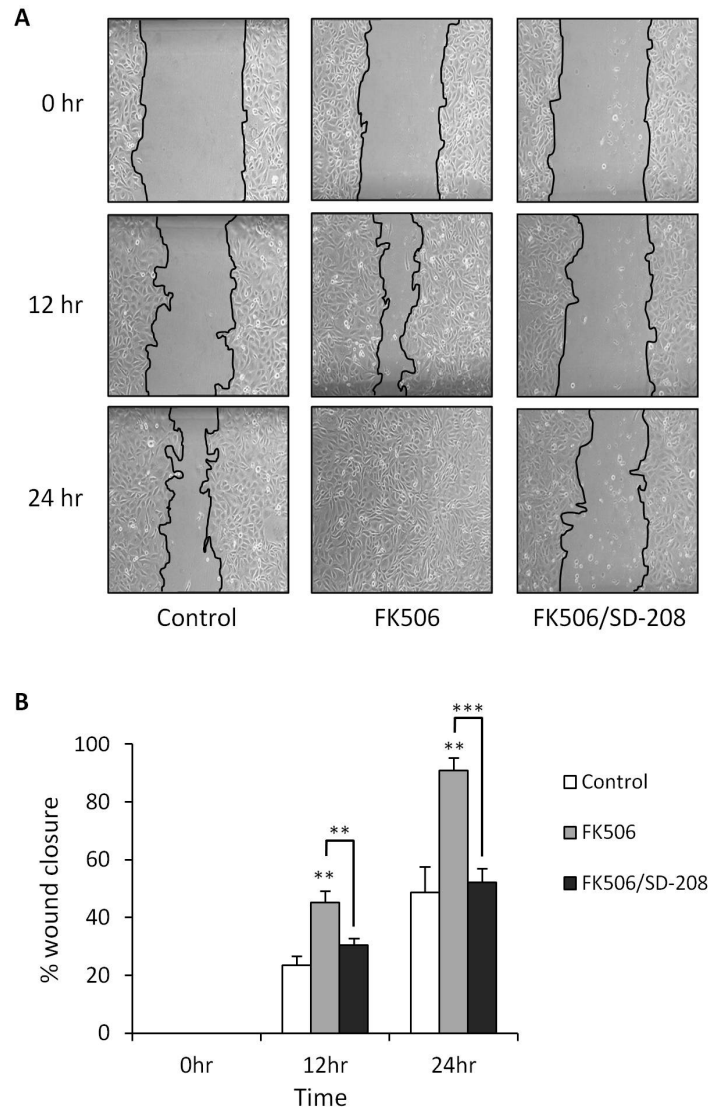 A
0 hr
12 hr
24 hr
Control
FK506
FK506/SD-208
B
% wound closure
100
80
60
40
20
0
**
**
**
***
0hr
12hr
24hr
Time
Control
FK506
FK506/SD-208